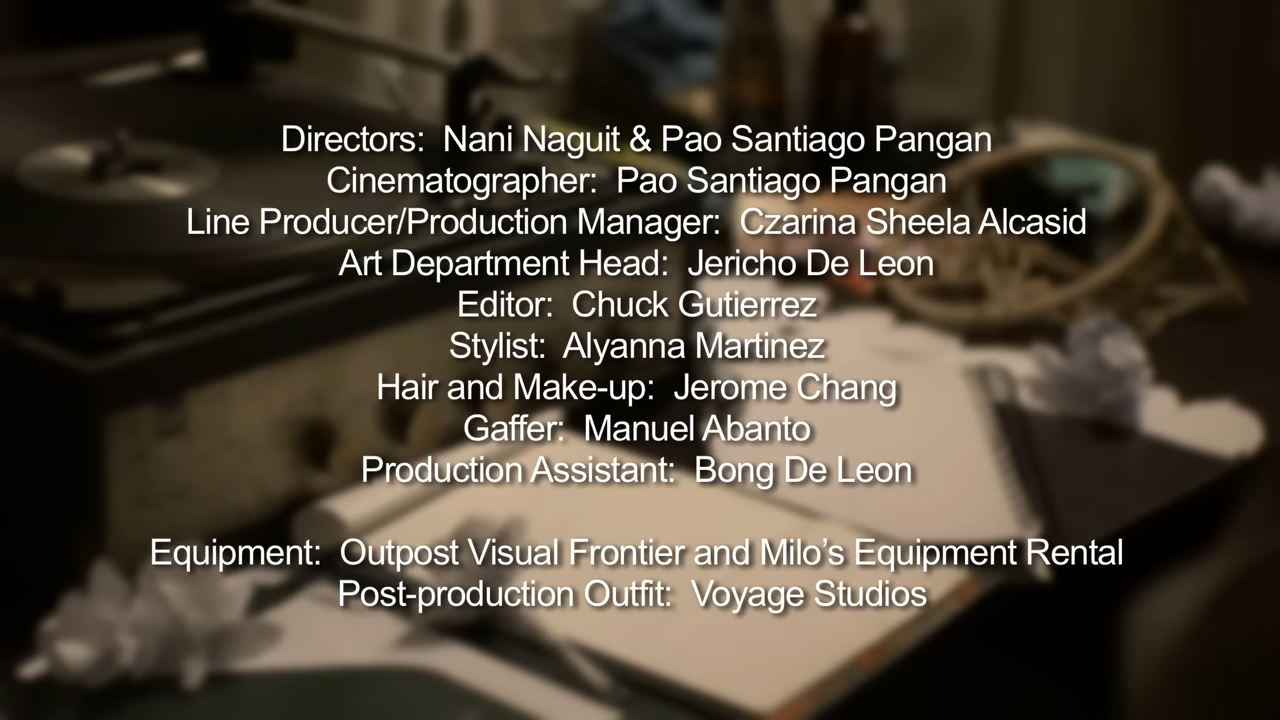 Directors: Nani Naguit & Pao Santiago Pangan
Cinematographer: Pao Santiago Pangan
Line Producer/Production Manager: Czarina Sheela Alcasid
Art Department Head: Jericho De Leon
Editor: Chuck Gutierrez
Stylist: Alyanna Martinez
Hair and Make-up: Jerome Chang
Gaffer: Manuel Abanto
Production Assistant: Bong De Leon
Equipment: Outpost Visual Frontier and Milo’s Equipment Rental
Post-production Outfit: Voyage Studios